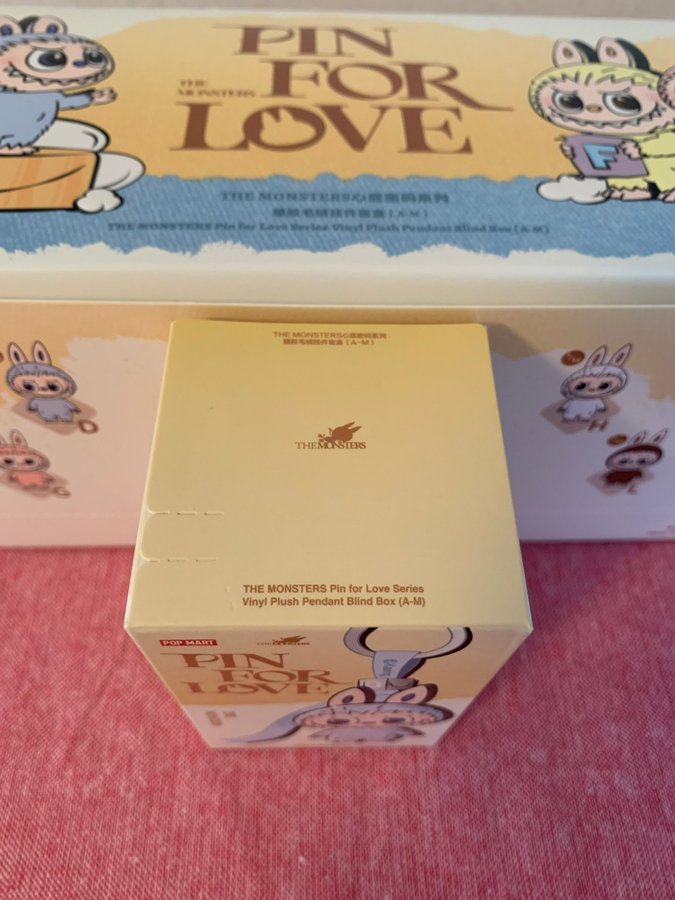 PIN
FOR
THE
MONSTERS
LOVE
F
THE MONSTERS心底密码系列
搪胶毛绒挂件盲盒（A-M）
THE MONSTERS Pin for Love Series-Vinyl Plush Pendant Blind Box (A-M)
D
H
G
L
THE MONSTERS心底密码系列
搪胶毛绒挂件盲盒（A-M）
THE MONSTERS
THE MONSTERS Pin for Love Series
Vinyl Plush Pendant Blind Box (A-M)
POP MART
THE MONSTERS
PIN
FOR
LOVE